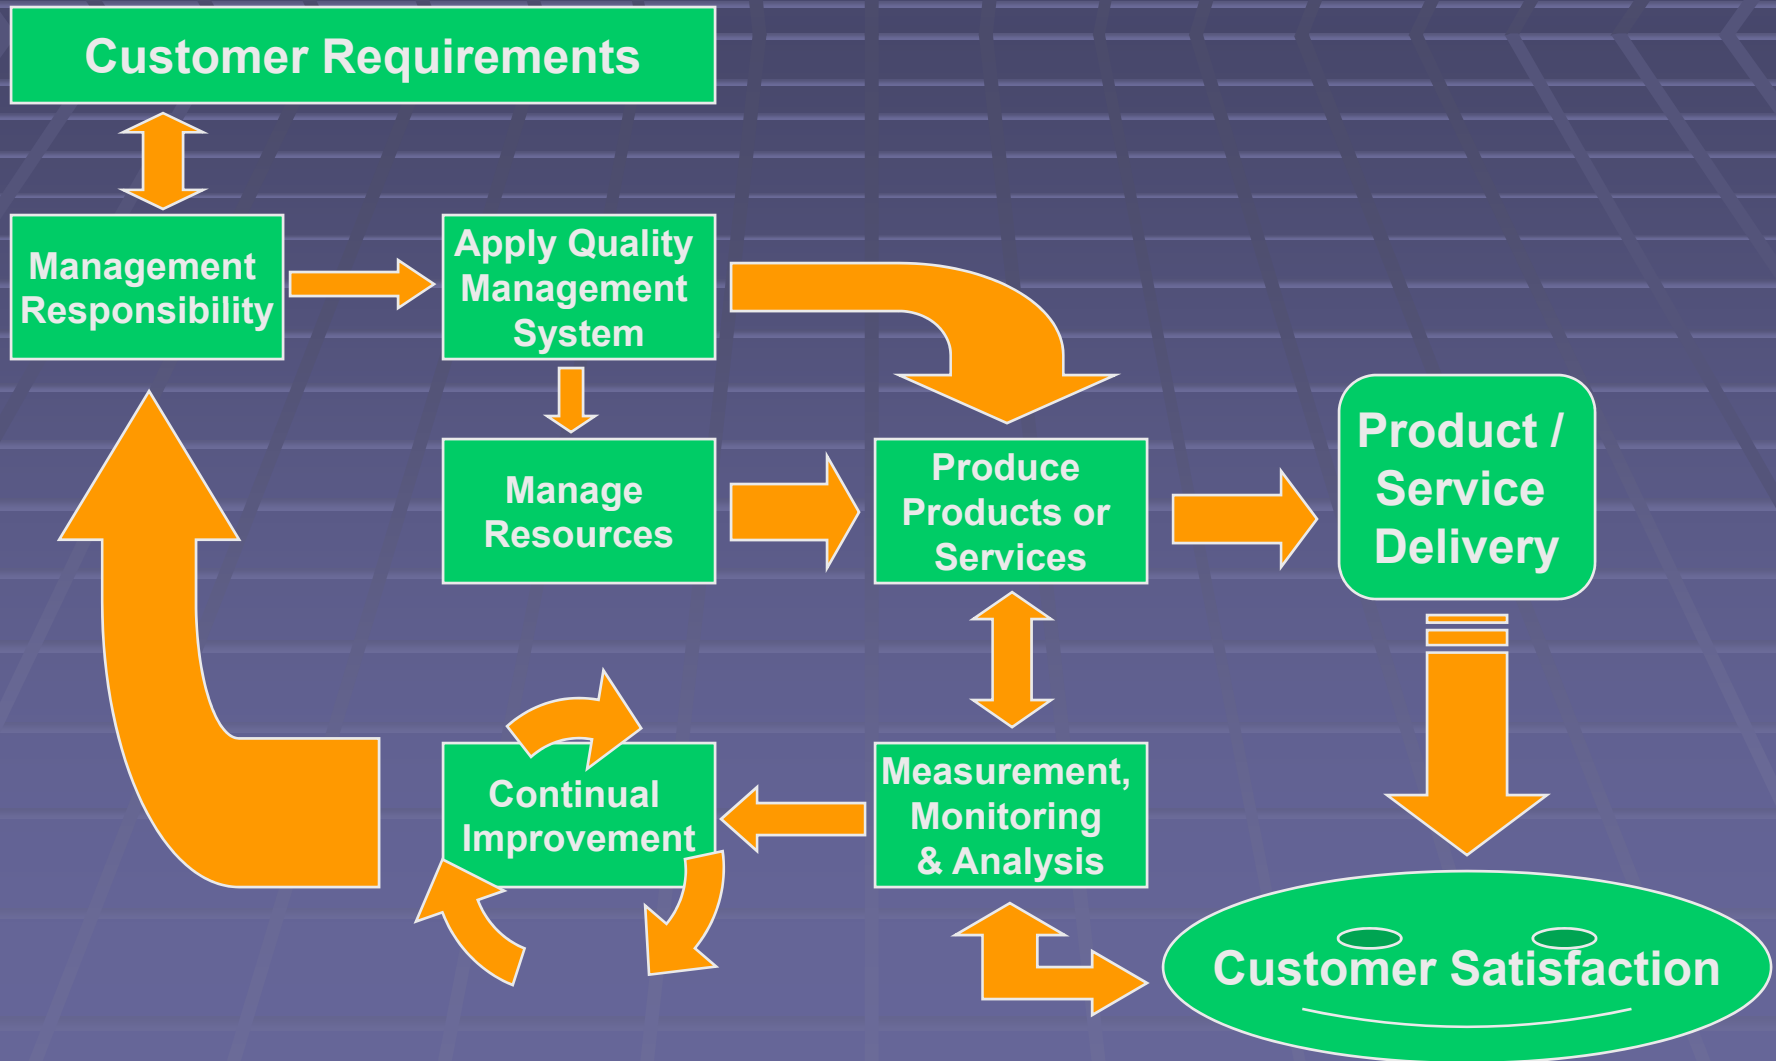 Customer Requirements
Management
Responsibility
Apply Quality
Management
System
Manage
Resources
Produce
Products or
Services
Product /
Service
Delivery
Continual
Improvement
Measurement,
Monitoring
& Analysis
Customer Satisfaction